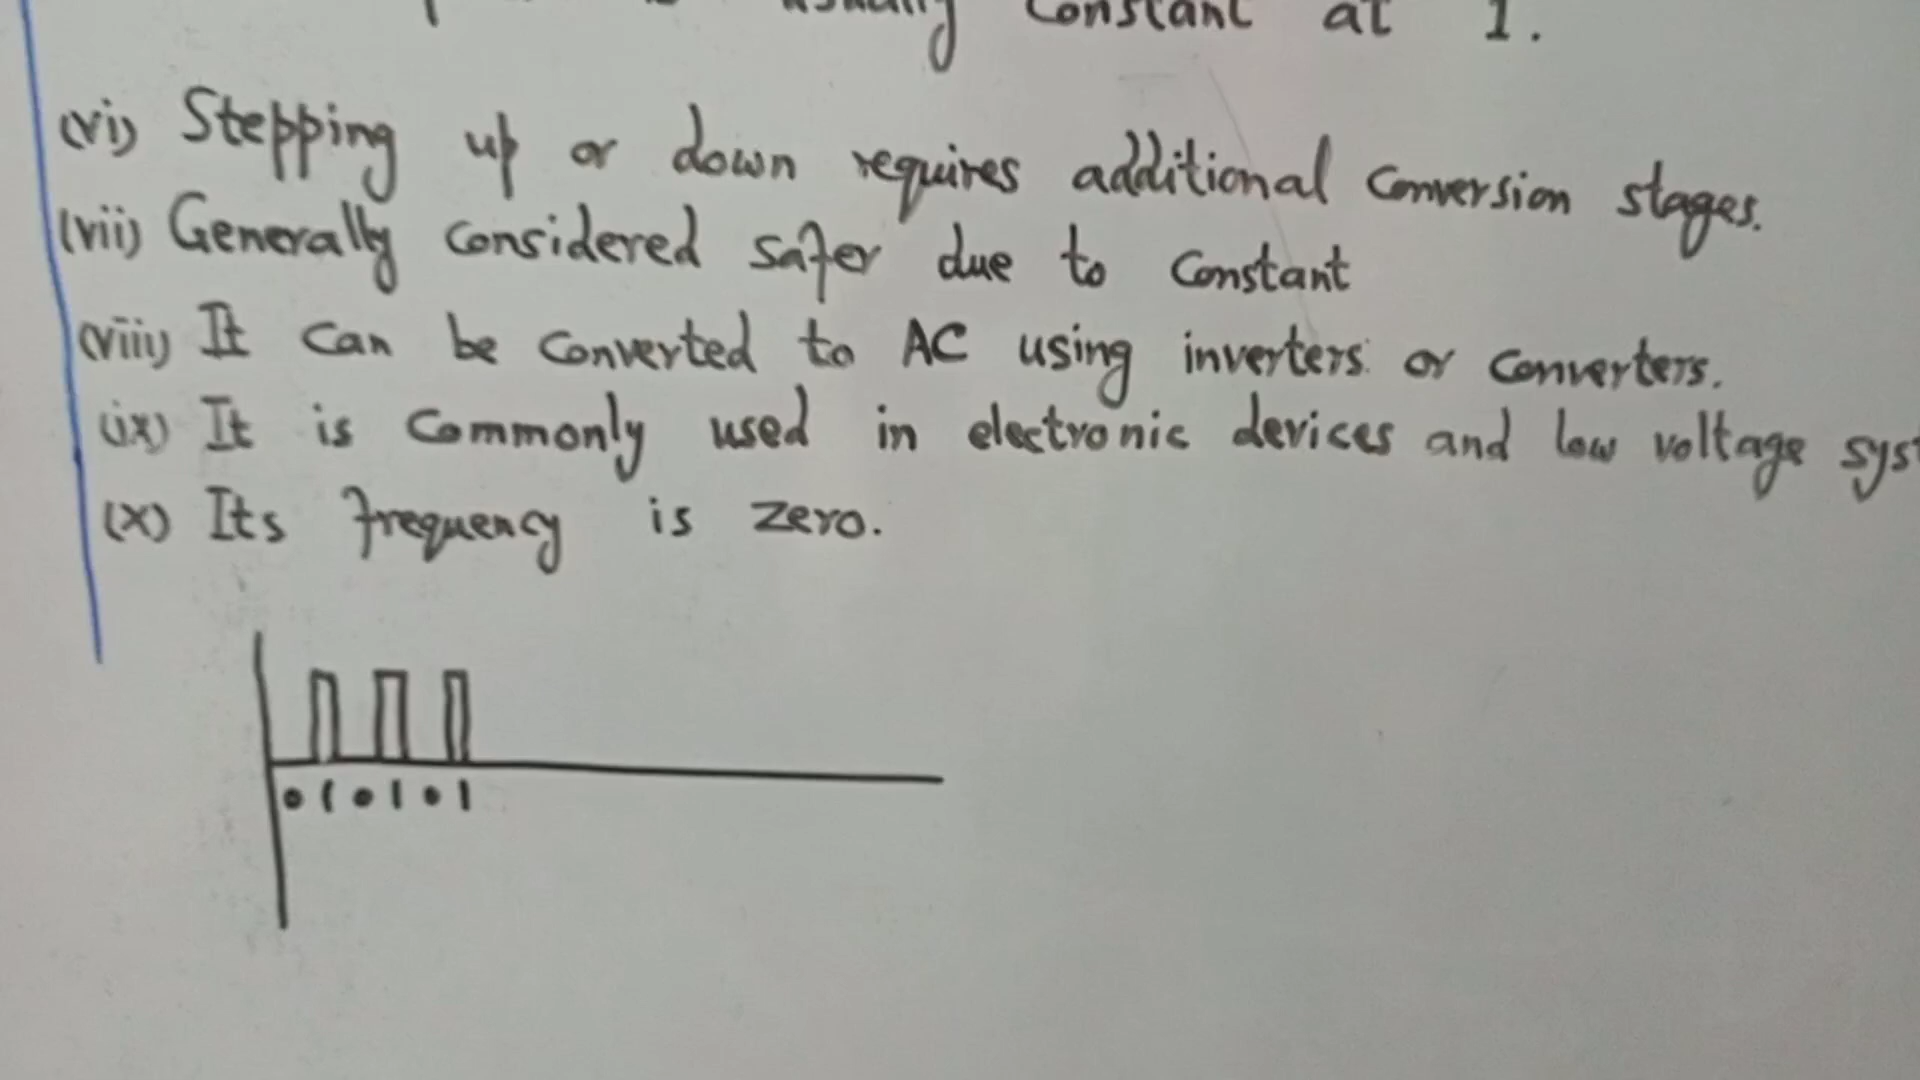 usually constant at 1.
(vi) Stepping up or down requires additional conversion stages.
(vii) Generally considered safer due to constant
(viii) It can be converted to AC using inverters or converters.
(ix) It is commonly used in electronic devices and low voltage syst
(x) Its frequency is zero.
0 1 0 1 0 1